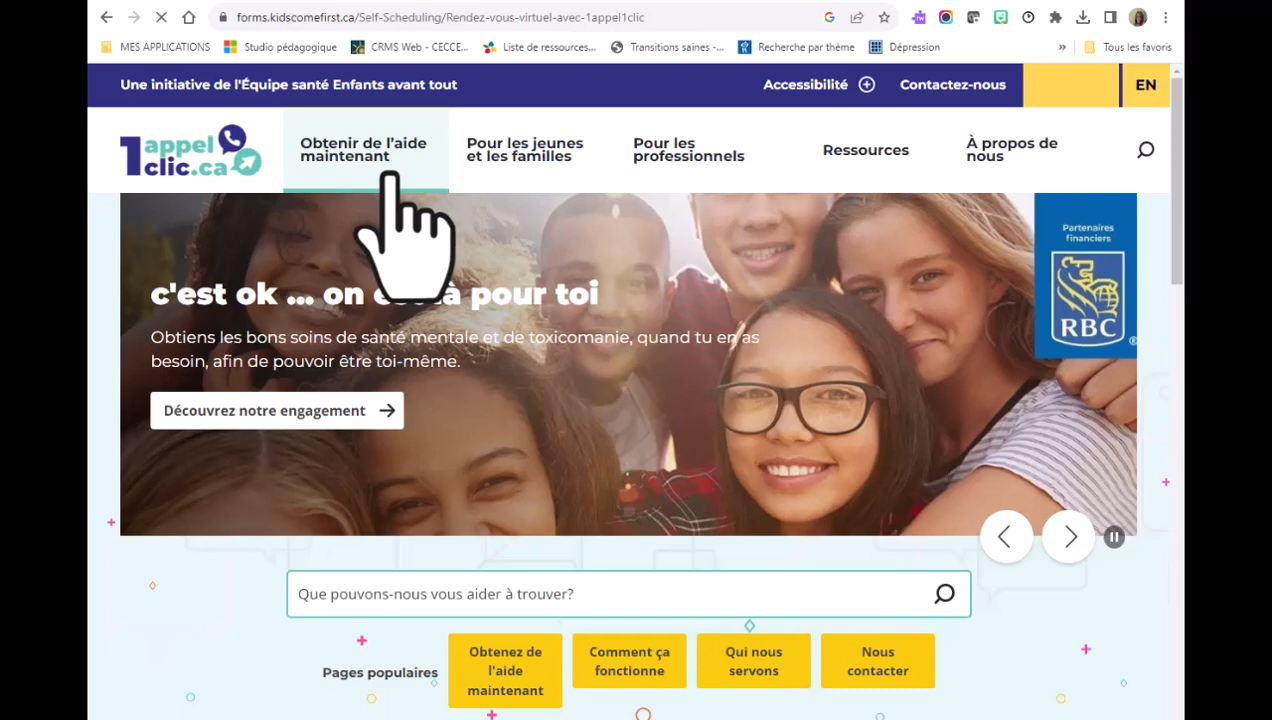 forms.kidscomefirst.ca/Self-Scheduling/Rendez-vous-virtuel-avec-1appel1clic
MES APPLICATIONS
Studio pédagogique
CRMS Web - CECCE...
Liste de ressources...
Transitions saines -...
Recherche par thème
Dépression
»
Tous les favoris
Une initiative de l'Équipe santé Enfants avant tout
Accessibilité
Contactez-nous
EN
1appel
clic.ca
Obtenir de l'aide
maintenant
Pour les jeunes
et les familles
Pour les
professionnels
Ressources
À propos de
nous
Partenaires
financiers
RBC
®
c'est ok ... on là pour toi
Obtiens les bons soins de santé mentale et de toxicomanie, quand tu en as
besoin, afin de pouvoir être toi-même.
Découvrez notre engagement
Que pouvons-nous vous aider à trouver?
Pages populaires
Obtenez de
l'aide
maintenant
Comment ça
fonctionne
Qui nous
servons
Nous
contacter